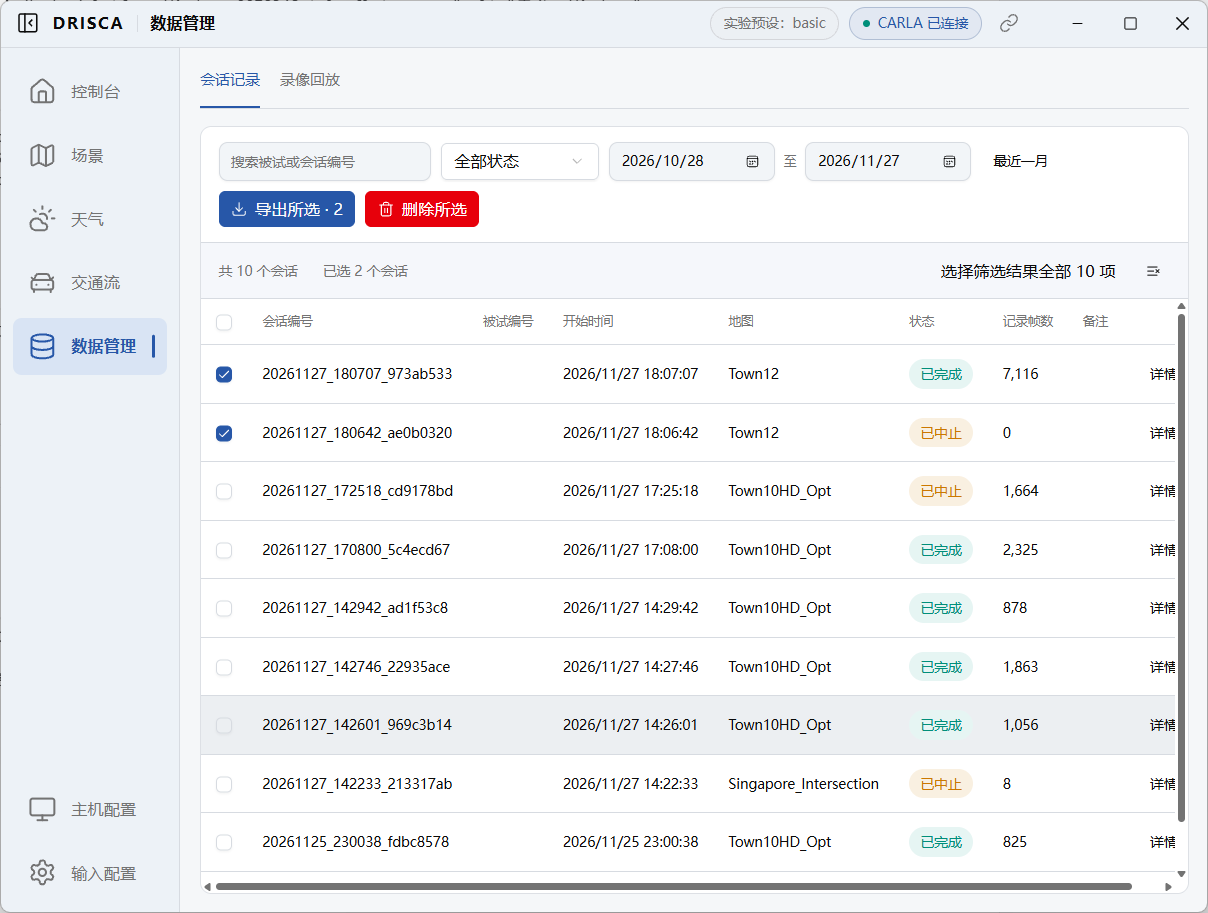 DRISCA 数据管理 实验预设：basic CARLA 已连接
控制台
场景
天气
交通流
数据管理
主机配置
输入配置
会话记录 录像回放
搜索被试或会话编号 全部状态 2026/10/28 至 2026/11/27 最近一月
导出所选 · 2 删除所选
共 10 个会话 已选 2 个会话 选择筛选结果全部 10 项
会话编号 被试编号 开始时间 地图 状态 记录帧数 备注
20261127_180707_973ab533 2026/11/27 18:07:07 Town12 已完成 7,116 详情
20261127_180642_ae0b0320 2026/11/27 18:06:42 Town12 已中止 0 详情
20261127_172518_cd9178bd 2026/11/27 17:25:18 Town10HD_Opt 已中止 1,664 详情
20261127_170800_5c4ecd67 2026/11/27 17:08:00 Town10HD_Opt 已完成 2,325 详情
20261127_142942_ad1f53c8 2026/11/27 14:29:42 Town10HD_Opt 已完成 878 详情
20261127_142746_22935ace 2026/11/27 14:27:46 Town10HD_Opt 已完成 1,863 详情
20261127_142601_969c3b14 2026/11/27 14:26:01 Town10HD_Opt 已完成 1,056 详情
20261127_142233_213317ab 2026/11/27 14:22:33 Singapore_Intersection 已中止 8 详情
20261125_230038_fdbc8578 2026/11/25 23:00:38 Town10HD_Opt 已完成 825 详情